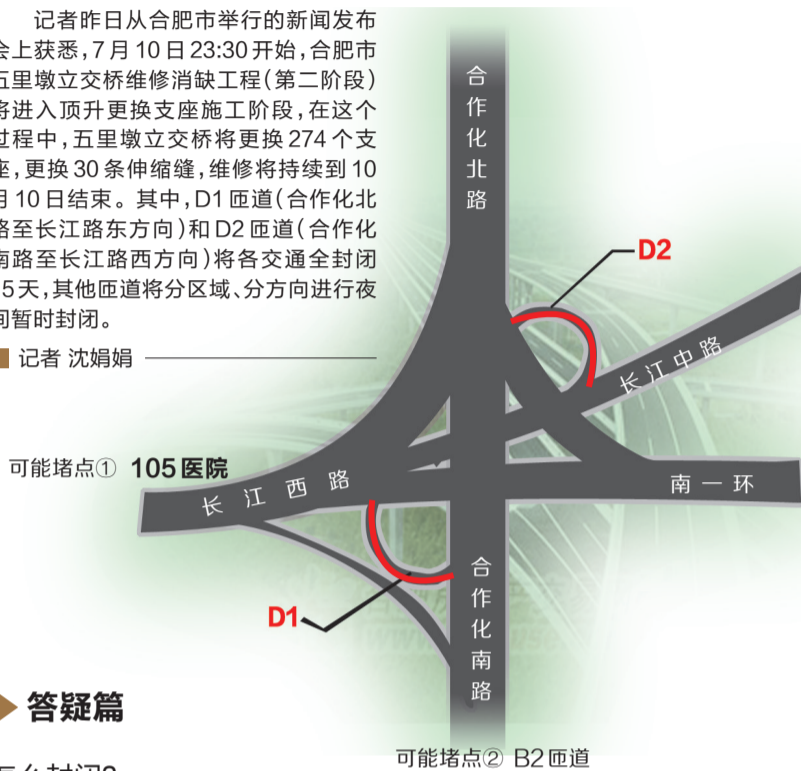 记者昨日从合肥市举行的新闻发布
会上获悉,7月10日23:30开始,合肥市
五里墩立交桥维修消缺工程(第二阶段)
将进入顶升更换支座施工阶段,在这个
过程中,五里墩立交桥将更换274个支
座,更换30条伸缩缝,维修将持续到10
月10日结束。其中,D1匝道(合作化北
路至长江路东方向)和D2匝道(合作化
南路至长江路西方向)将各交通全封闭
5天,其他匝道将分区域、分方向进行夜
间暂时封闭。
记者 沈娟娟
合作化北路
D2
长江中路
可能堵点① 105医院
长江西路
南一环
D1
合作化南路
答疑篇
可能堵点② B2匝道